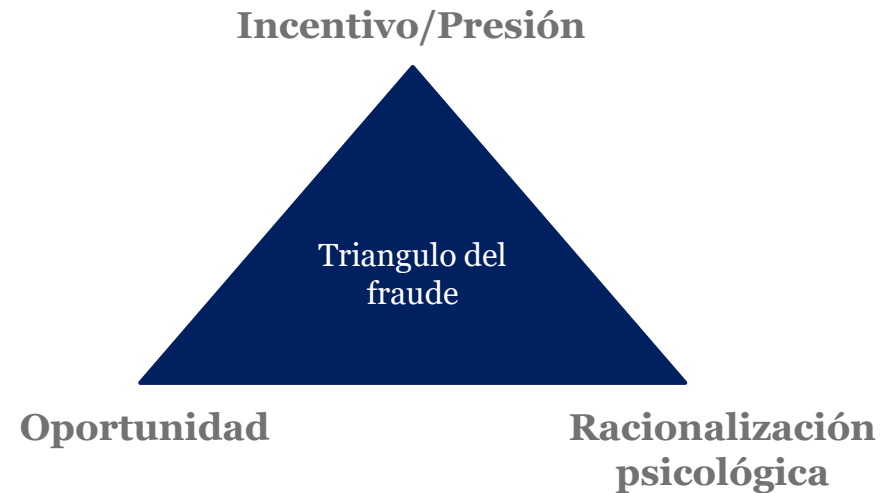 Incentivo/Presión
Triangulo del
fraude
Oportunidad
Racionalización
psicológica